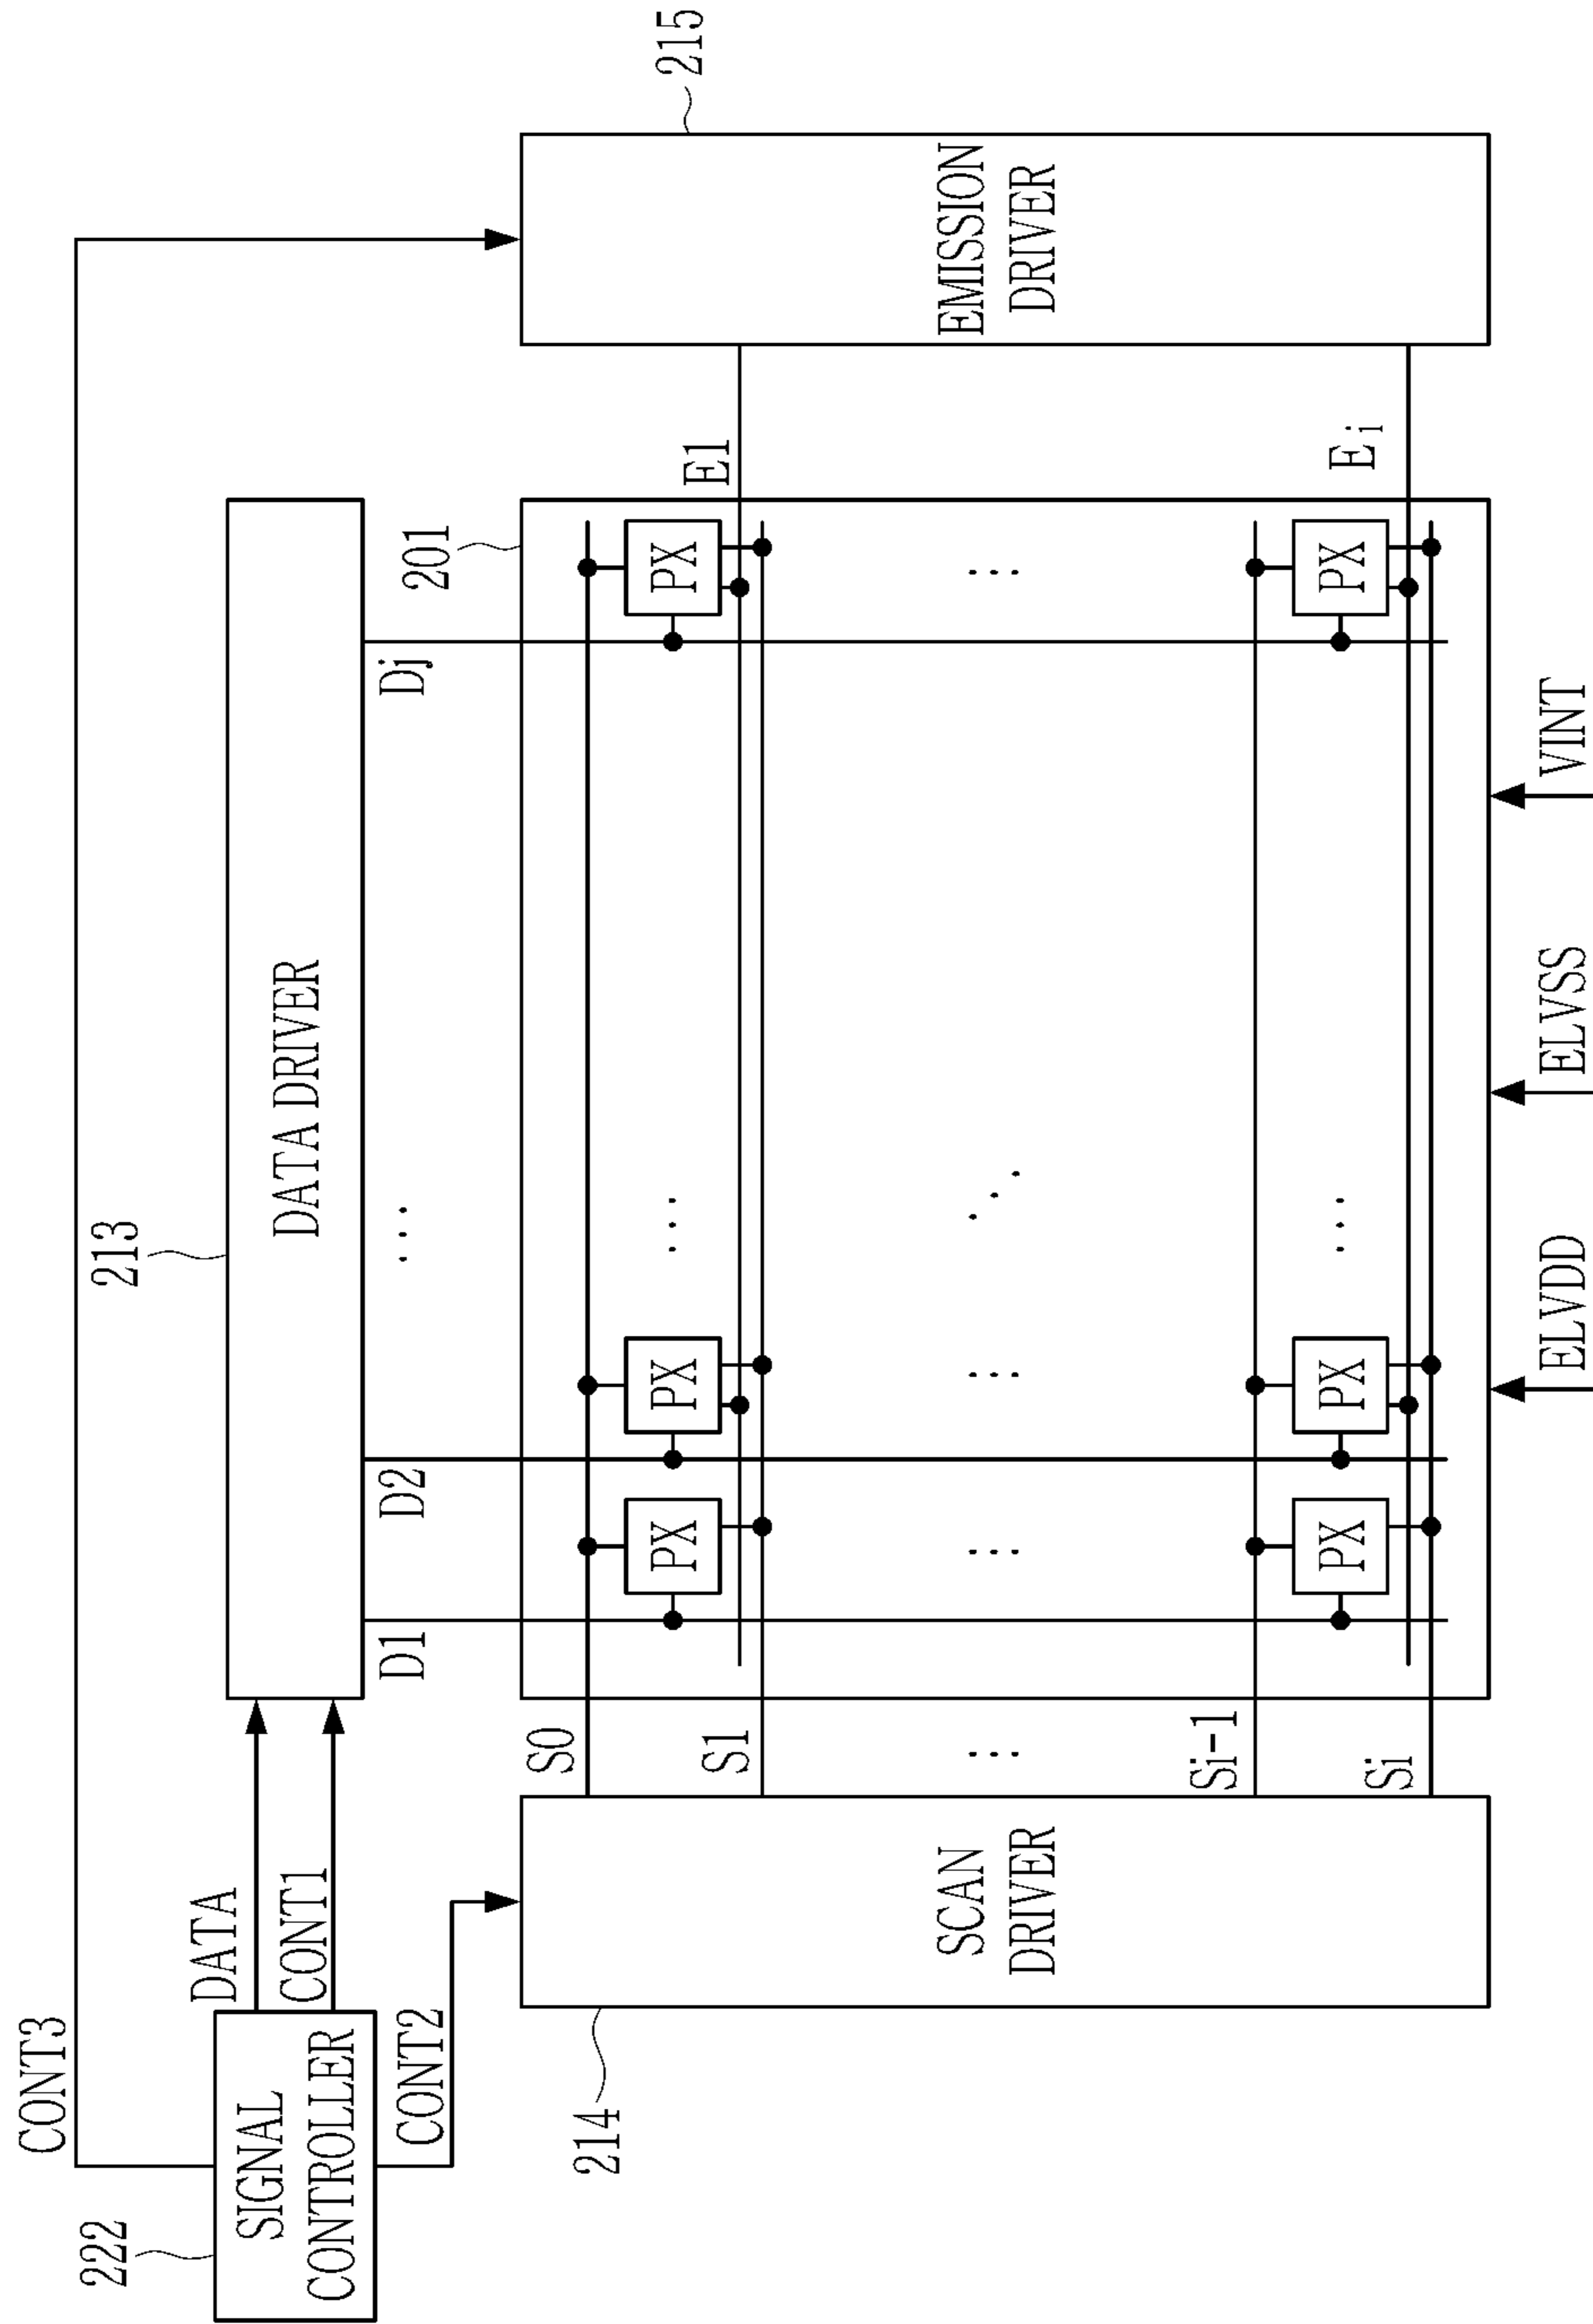 CONT3
222
SIGNAL
CONTROLLER
DATA
CONT1
CONT2
213
DATA DRIVER
D1 D2 ... Dj
201
214
SCAN
DRIVER
S0
S1
...
Si-1
Si
PX PX ... PX
... ... ... ...
PX PX ... PX
E1
Ei
215
EMISSION
DRIVER
ELVDD ELVSS VINT